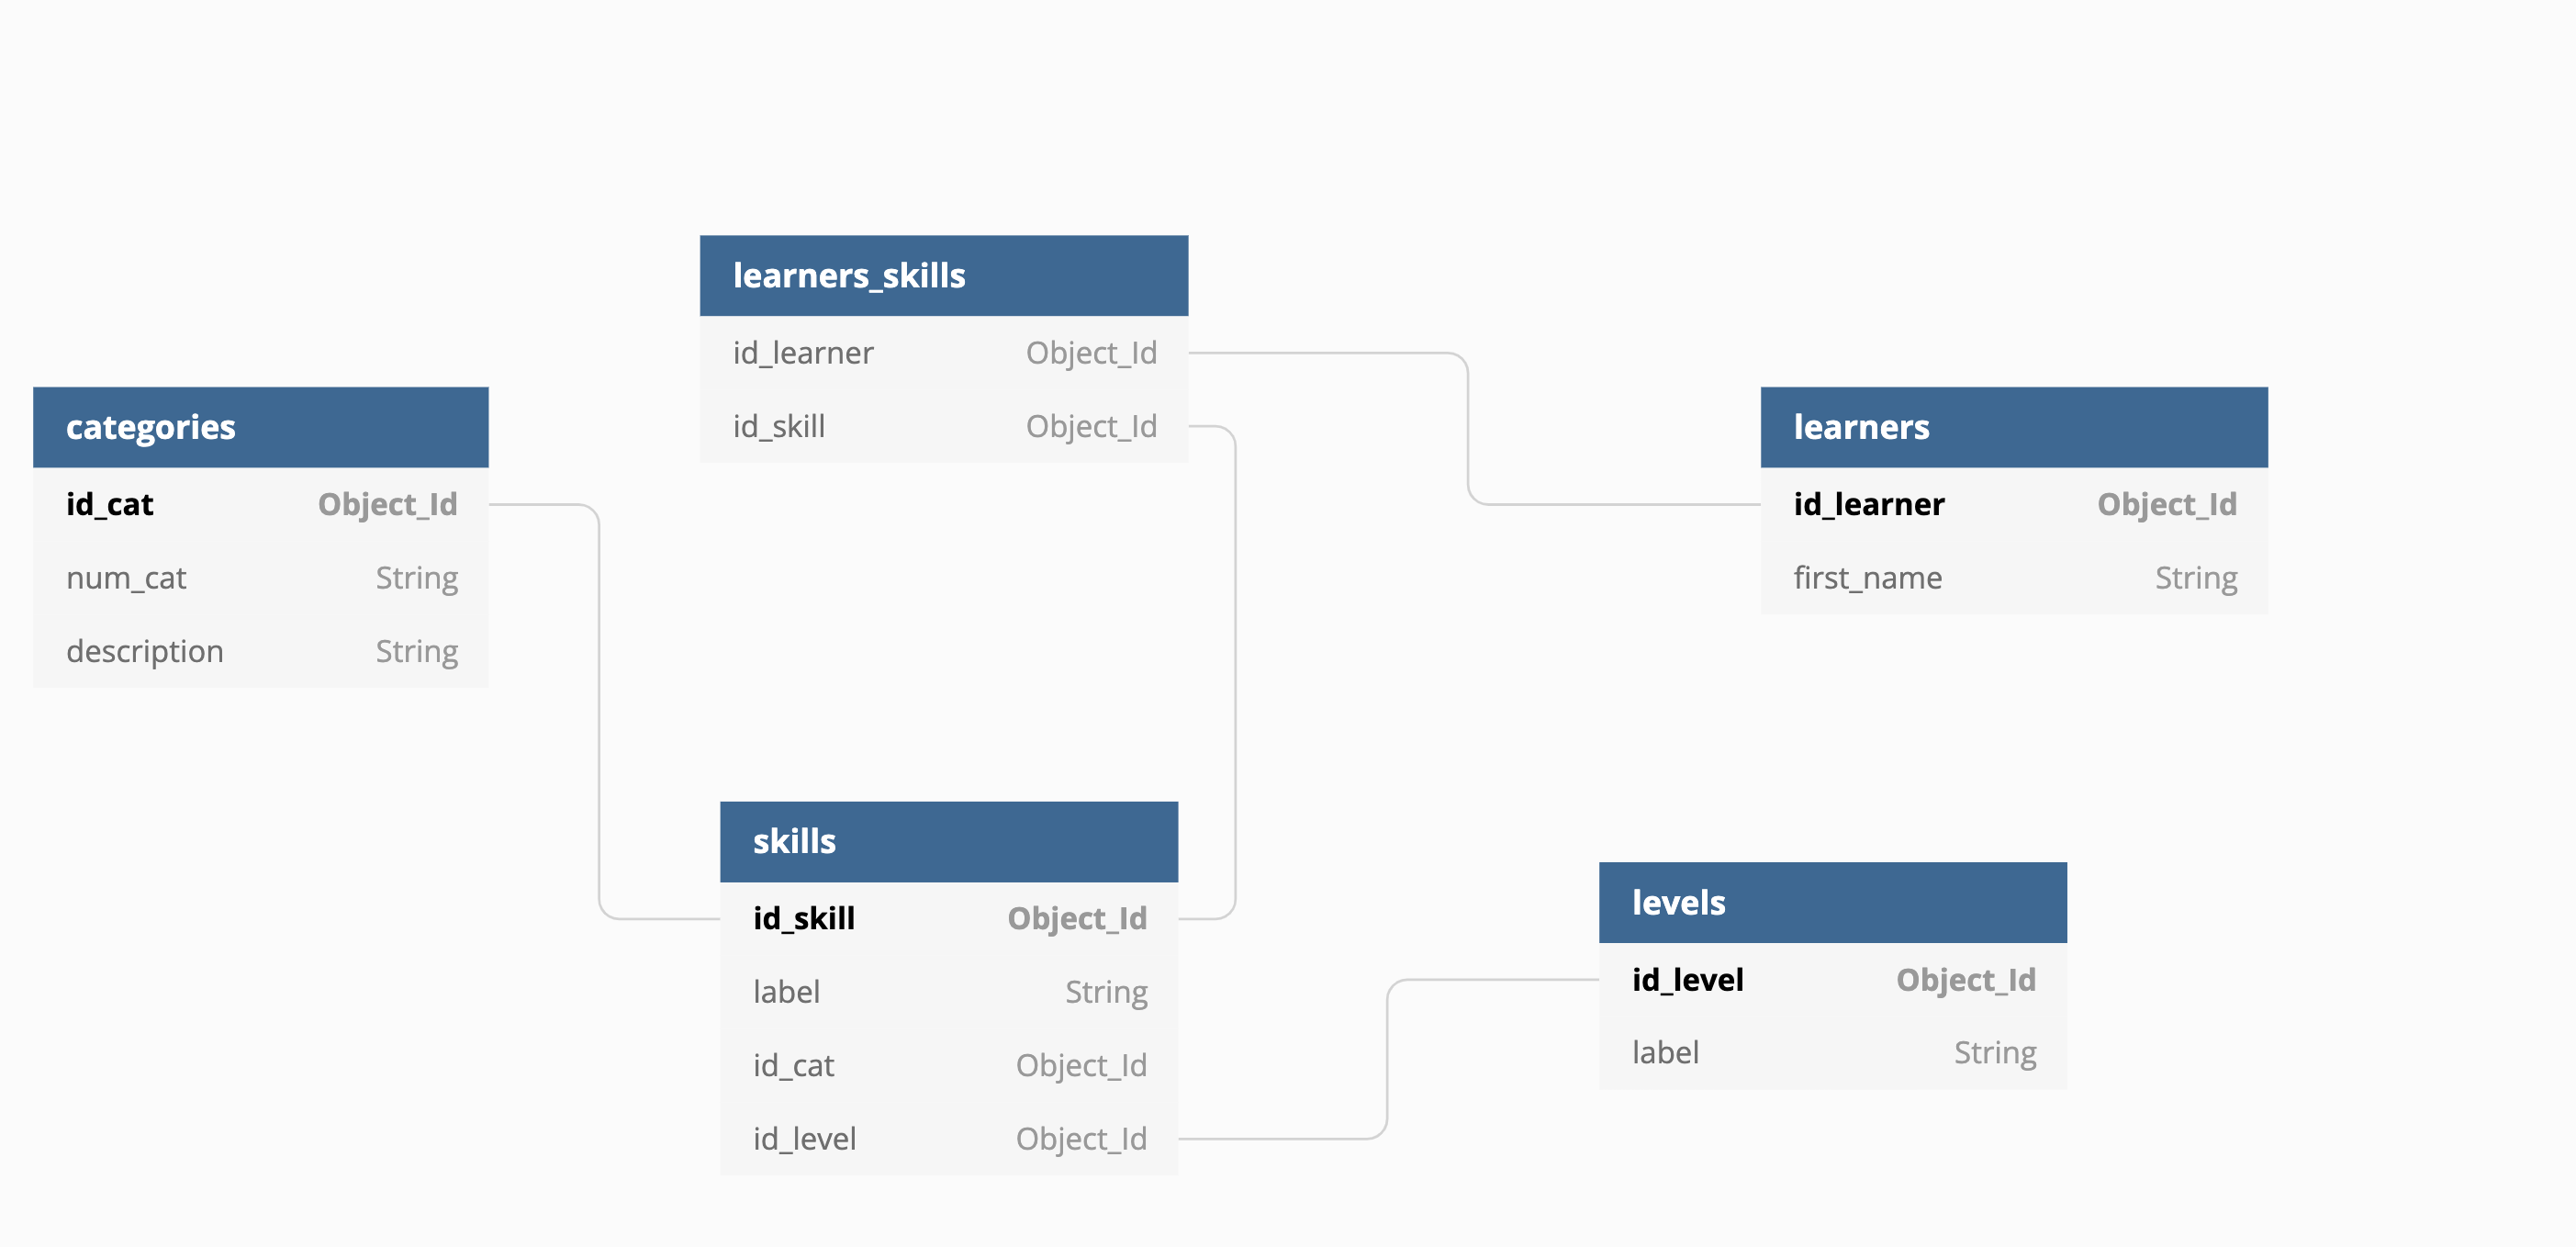 learners_skills
id_learner Object_Id
id_skill Object_Id
categories
id_cat Object_Id
num_cat String
description String
learners
id_learner Object_Id
first_name String
skills
id_skill Object_Id
label String
id_cat Object_Id
id_level Object_Id
levels
id_level Object_Id
label String